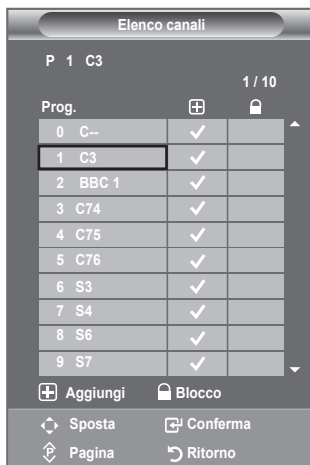 Elenco canali
P 1 C3
1 / 10
Prog.
0 C--
1 C3
2 BBC 1
3 C74
4 C75
5 C76
6 S3
7 S4
8 S6
9 S7
Aggiungi Blocco
Sposta Conferma
P Pagina Ritorno